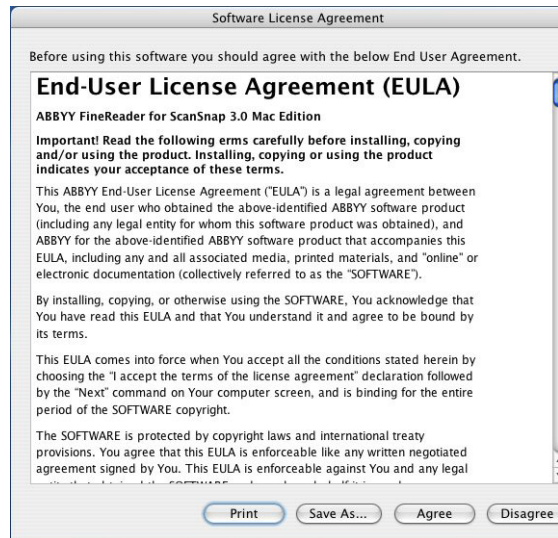 Software License Agreement
Before using this software you should agree with the below End User Agreement.
End-User License Agreement (EULA)
ABBYY FineReader for ScanSnap 3.0 Mac Edition
Important! Read the following erms carefully before installing, copying
and/or using the product. Installing, copying or using the product
indicates your acceptance of these terms.
This ABBYY End-User License Agreement ("EULA") is a legal agreement between
You, the end user who obtained the above-identified ABBYY software product
(including any legal entity for whom this software product was obtained), and
ABBYY for the above-identified ABBYY software product that accompanies this
EULA, including any and all associated media, printed materials, and "online" or
electronic documentation (collectively referred to as the "SOFTWARE").
By installing, copying, or otherwise using the SOFTWARE, You acknowledge that
You have read this EULA and that You understand it and agree to be bound by
its terms.
This EULA comes into force when You accept all the conditions stated herein by
choosing the "I accept the terms of the license agreement" declaration followed
by the "Next" command on Your computer screen, and is binding for the entire
period of the SOFTWARE copyright.
The SOFTWARE is protected by copyright laws and international treaty
provisions. You agree that this EULA is enforceable like any written negotiated
agreement signed by You. This EULA is enforceable against You and any legal
Print Save As... Agree Disagree